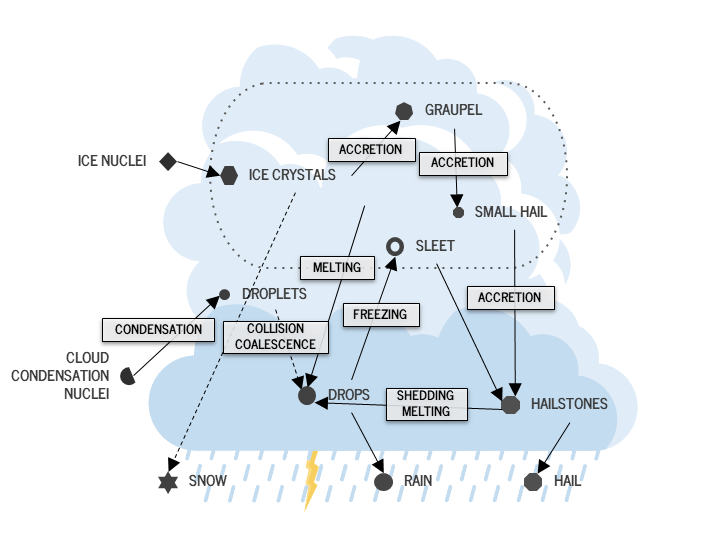 GRAUPEL
ACCRETION
ACCRETION
ICE NUCLEI
ICE CRYSTALS
SMALL HAIL
SLEET
MELTING
DROPLETS
ACCRETION
FREEZING
CONDENSATION
COLLISION
COALESCENCE
CLOUD
CONDENSATION
NUCLEI
DROPS
SHEDDING
MELTING
HAILSTONES
SNOW
RAIN
HAIL